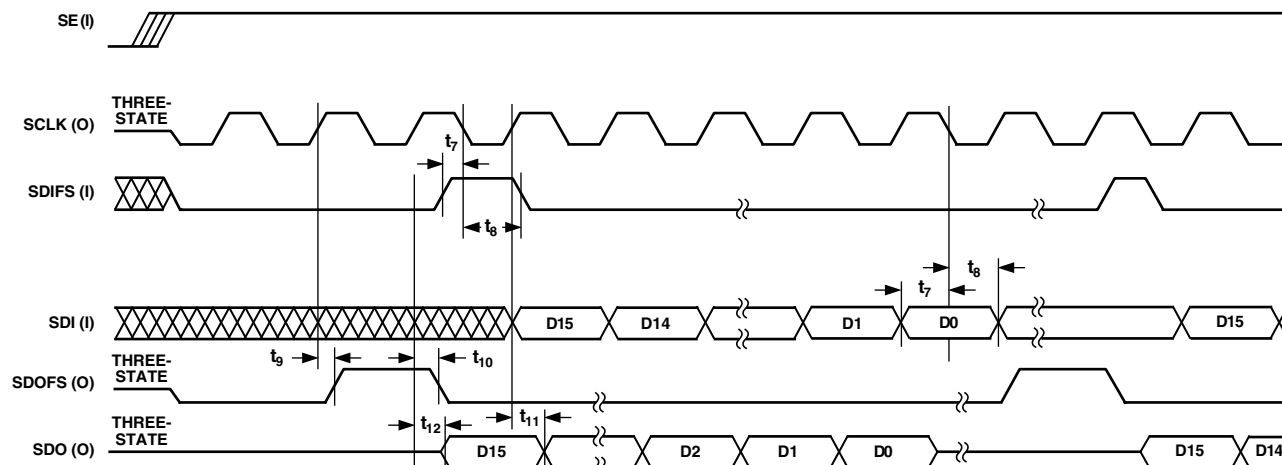 SE (I)
THREE-
STATE
SCLK (O)
t7
SDIFS (I)
t8
t8
t7
SDI (I)
D15
D14
D1
D0
D15
t9
t10
THREE-
STATE
SDOFS (O)
t12
t11
THREE-
STATE
SDO (O)
D15
D2
D1
D0
D15
D14